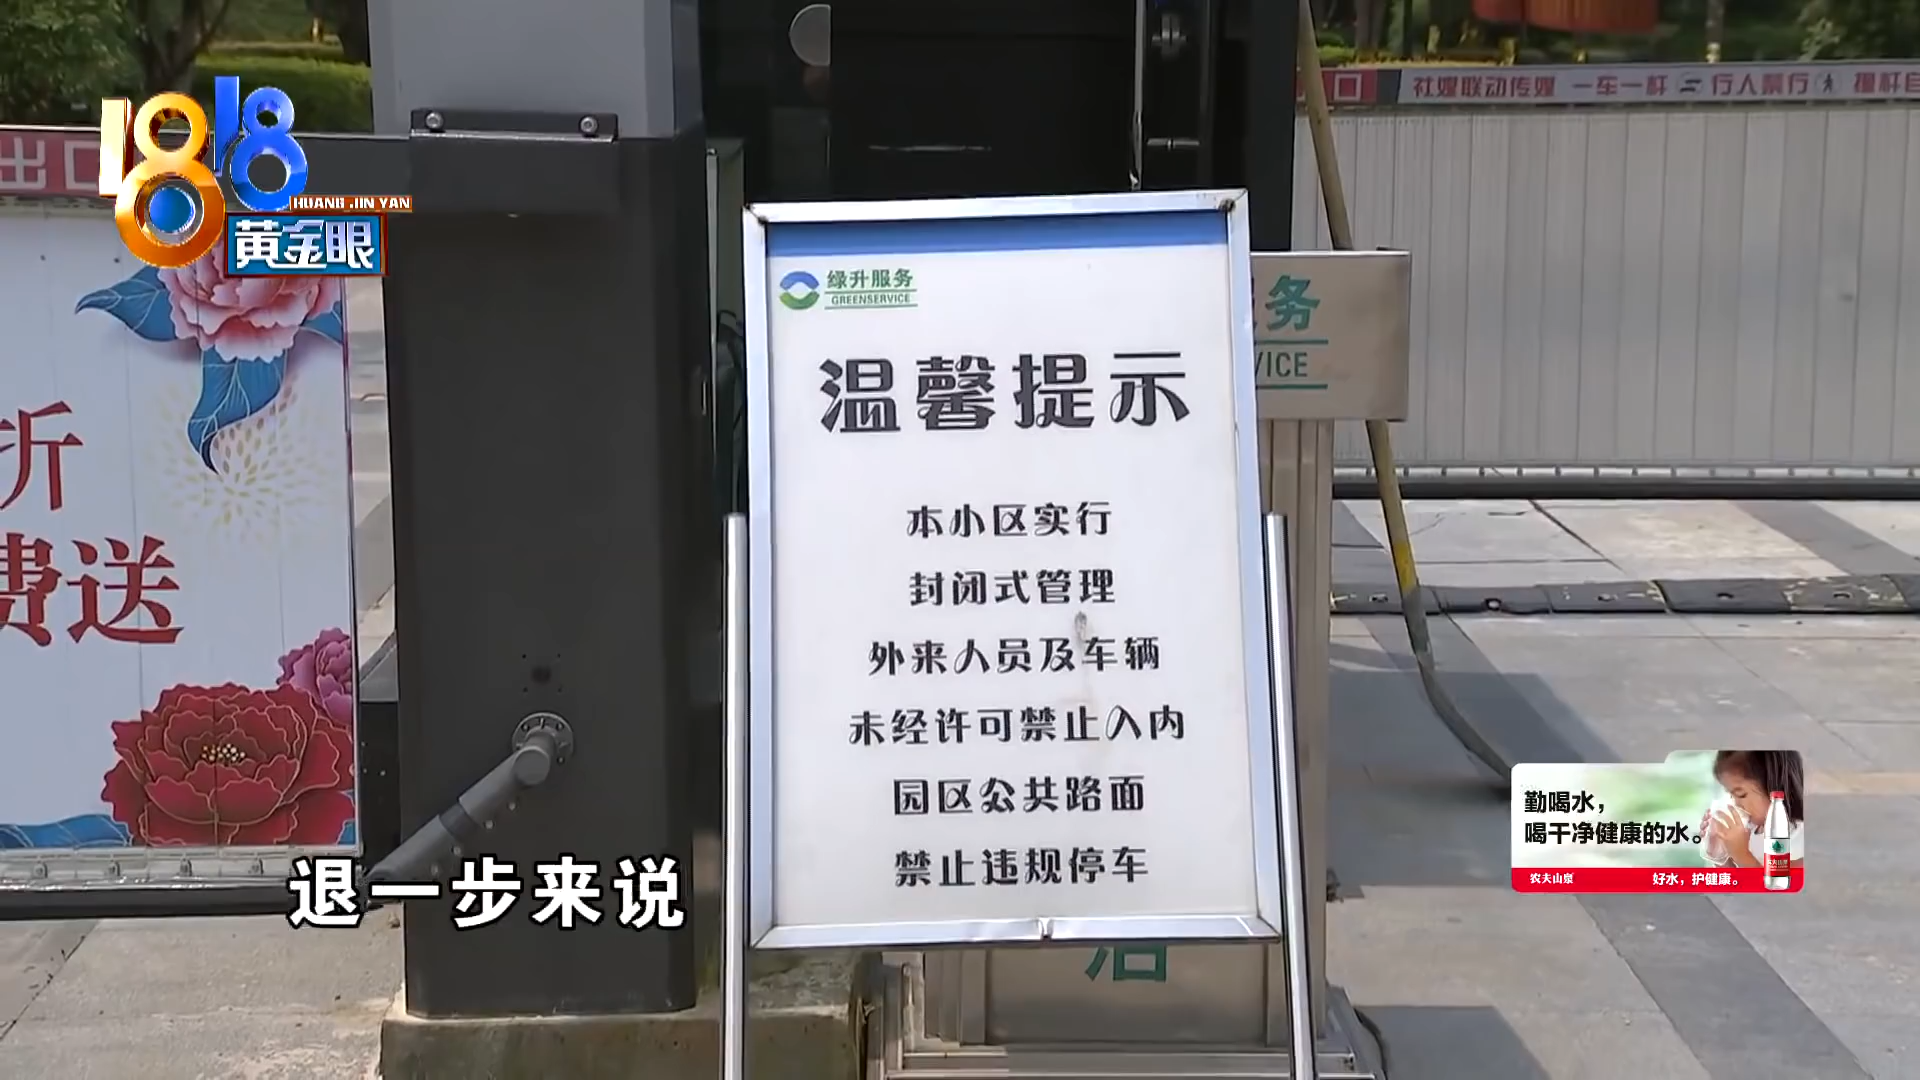 1818
HUANG JIN YAN
黄金眼
出口
折
费送
口 社媒联动传媒 一车一杆 行人禁行
绿升服务
GREENSERVICE
温馨提示
本小区实行
封闭式管理
外来人员及车辆
未经许可禁止入内
园区公共路面
禁止违规停车
务
VICE
勤喝水，
喝干净健康的水。
农夫山泉 好水，护健康。
退一步来说